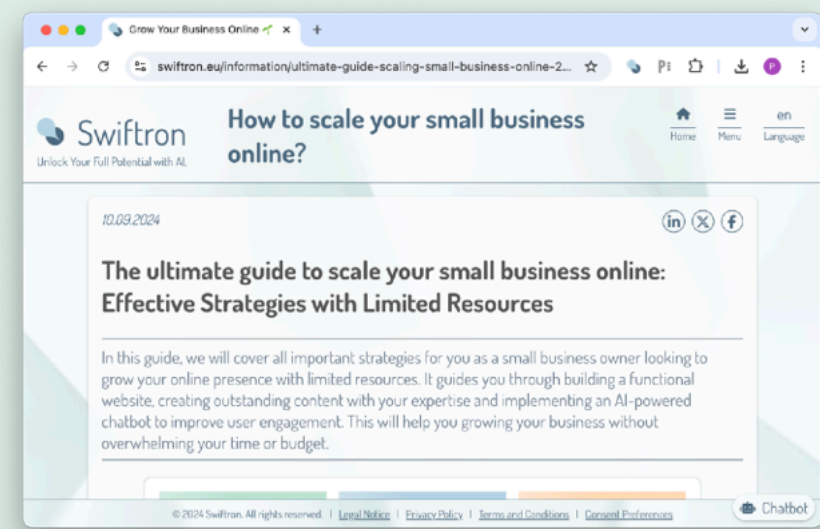 Grow Your Business Online
swiftron.eu/information/ultimate-guide-scaling-small-business-online-2...
P
Swiftron
Unlock Your Full Potential with AI.
How to scale your small business
online?
Home
Menu
en
Language
10.09.2024
in X f
The ultimate guide to scale your small business online:
Effective Strategies with Limited Resources
In this guide, we will cover all important strategies for you as a small business owner looking to
grow your online presence with limited resources. It guides you through building a functional
website, creating outstanding content with your expertise and implementing an AI-powered
chatbot to improve user engagement. This will help you growing your business without
overwhelming your time or budget.
© 2024 Swiftron. All rights reserved. | Legal Notice | Privacy Policy | Terms and Conditions | Consent Preferences
Chatbot